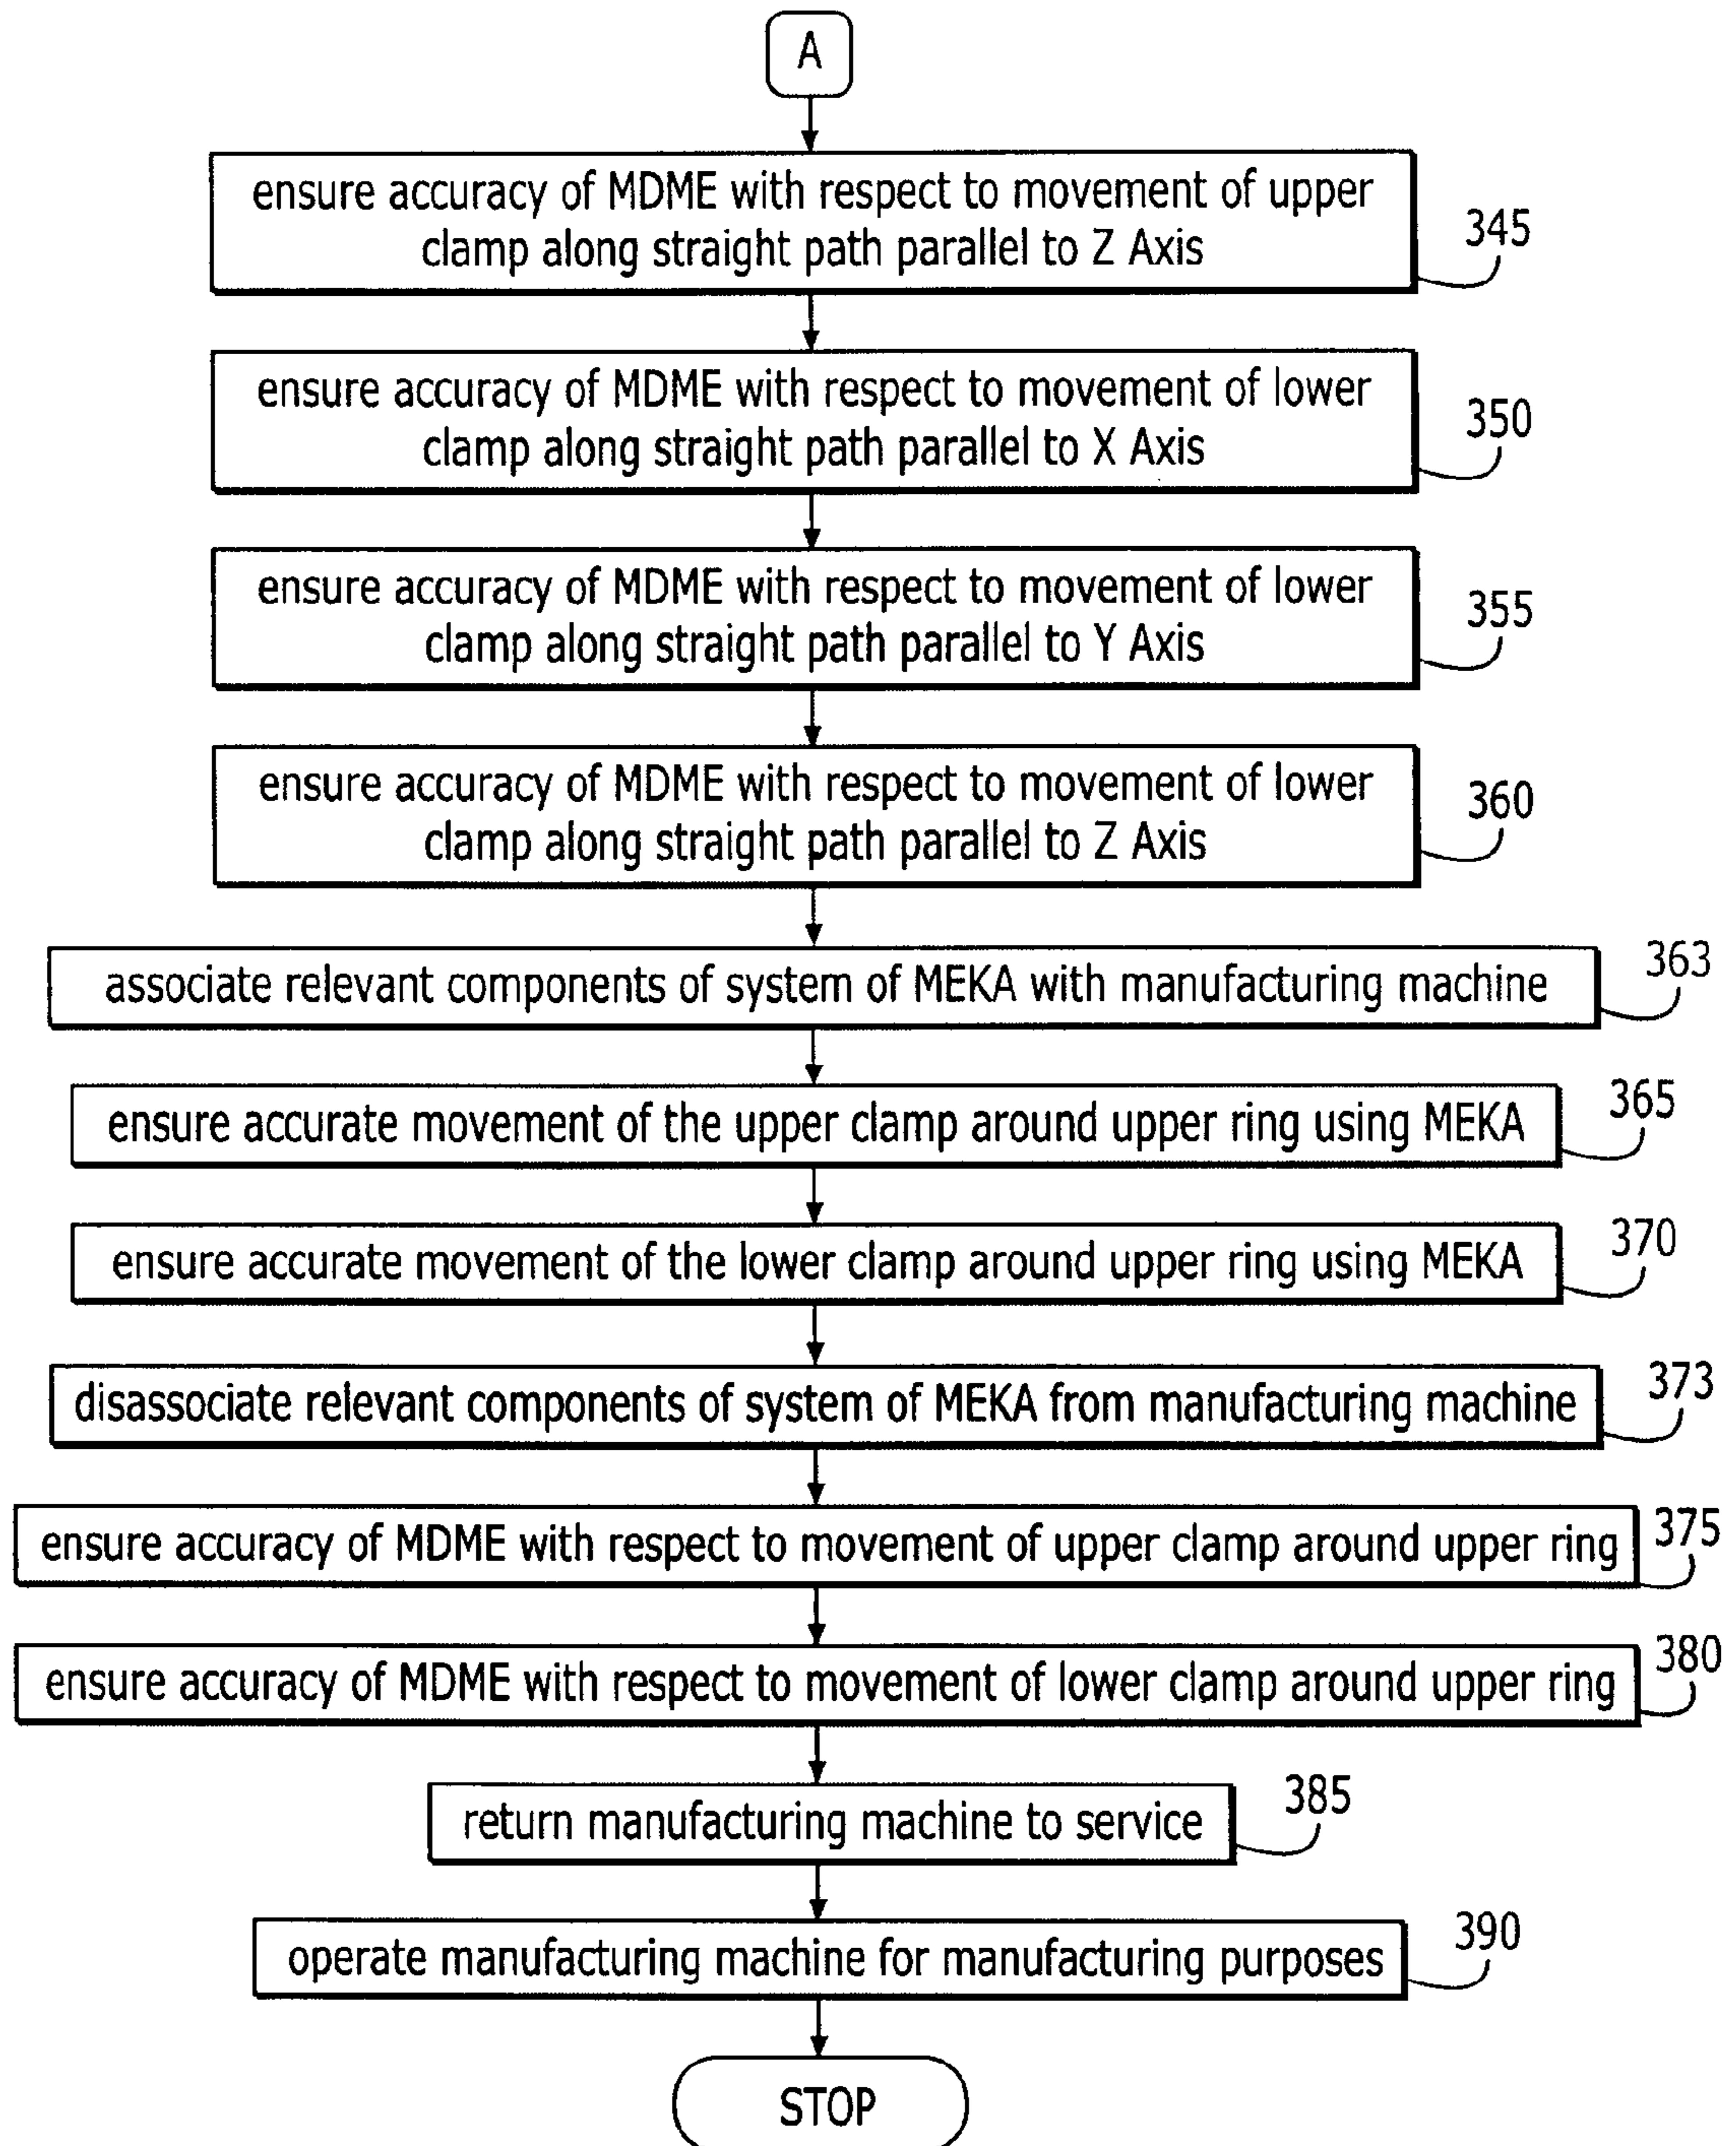 A
ensure accuracy of MDME with respect to movement of upper
clamp along straight path parallel to Z Axis
345
ensure accuracy of MDME with respect to movement of lower
clamp along straight path parallel to X Axis
350
ensure accuracy of MDME with respect to movement of lower
clamp along straight path parallel to Y Axis
355
ensure accuracy of MDME with respect to movement of lower
clamp along straight path parallel to Z Axis
360
associate relevant components of system of MEKA with manufacturing machine
363
ensure accurate movement of the upper clamp around upper ring using MEKA
365
ensure accurate movement of the lower clamp around upper ring using MEKA
370
disassociate relevant components of system of MEKA from manufacturing machine
373
ensure accuracy of MDME with respect to movement of upper clamp around upper ring
375
ensure accuracy of MDME with respect to movement of lower clamp around upper ring
380
return manufacturing machine to service
385
operate manufacturing machine for manufacturing purposes
390
STOP